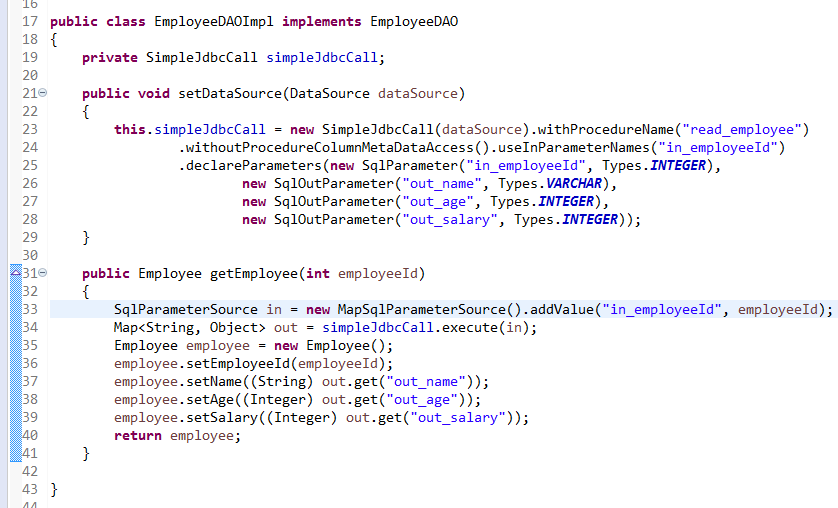 16
17 public class EmployeeDAOImpl implements EmployeeDAO
18 {
19     private SimpleJdbcCall simpleJdbcCall;
20
21     public void setDataSource(DataSource dataSource)
22     {
23         this.simpleJdbcCall = new SimpleJdbcCall(dataSource).withProcedureName("read_employee")
24                 .withoutProcedureColumnMetaDataAccess().useInParameterNames("in_employeeId")
25                 .declareParameters(new SqlParameter("in_employeeId", Types.INTEGER),
26                         new SqlOutParameter("out_name", Types.VARCHAR),
27                         new SqlOutParameter("out_age", Types.INTEGER),
28                         new SqlOutParameter("out_salary", Types.INTEGER));
29     }
30
31     public Employee getEmployee(int employeeId)
32     {
33         SqlParameterSource in = new MapSqlParameterSource().addValue("in_employeeId", employeeId);
34         Map<String, Object> out = simpleJdbcCall.execute(in);
35         Employee employee = new Employee();
36         employee.setEmployeeId(employeeId);
37         employee.setName((String) out.get("out_name"));
38         employee.setAge((Integer) out.get("out_age"));
39         employee.setSalary((Integer) out.get("out_salary"));
40         return employee;
41     }
42
43 }
44